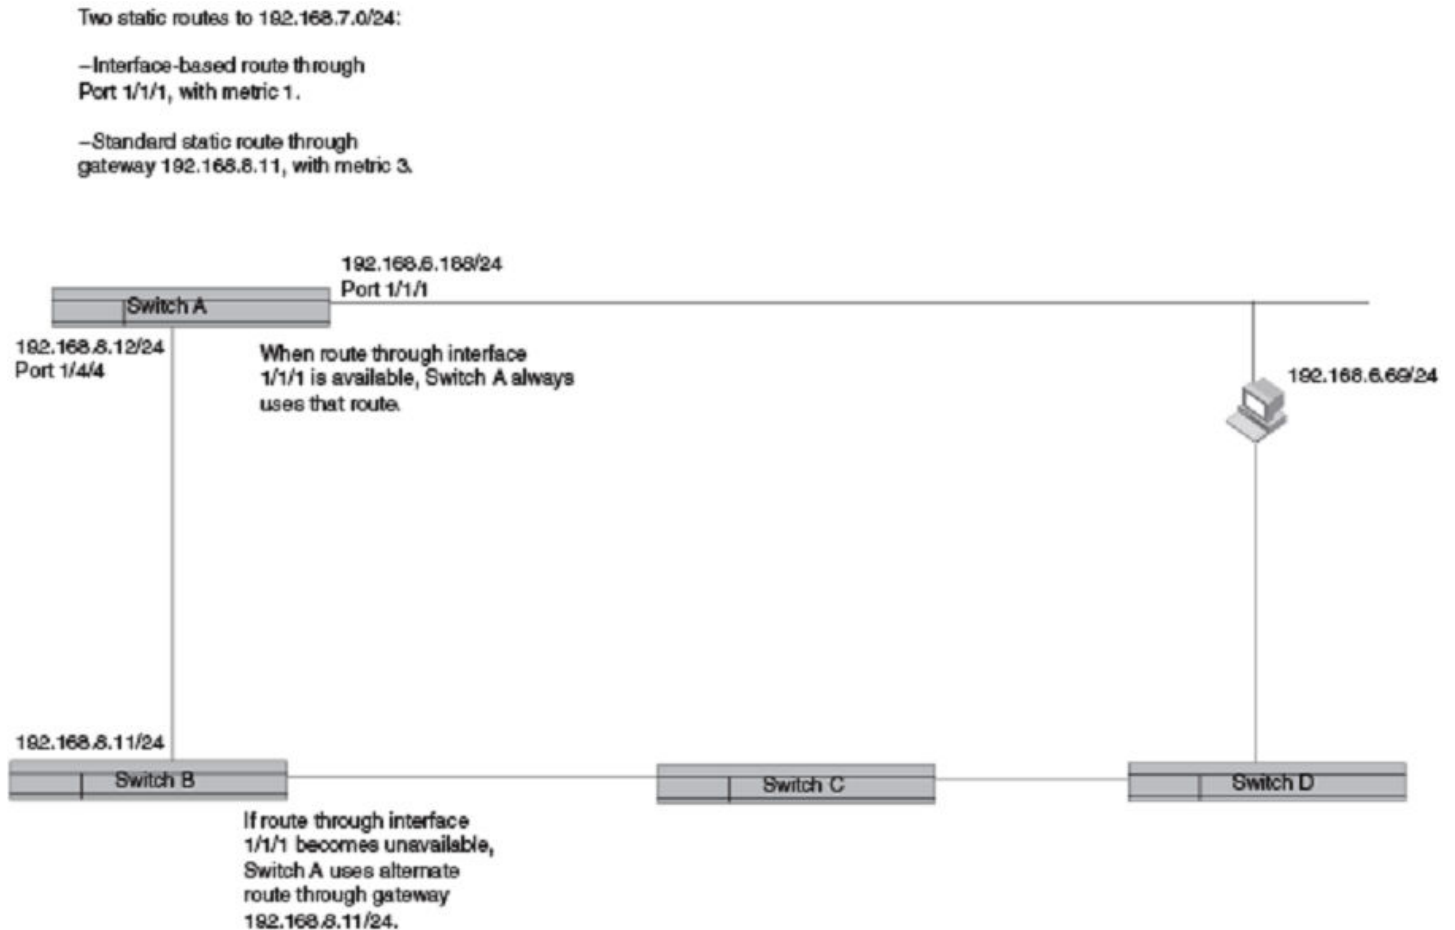 Two static routes to 192.168.7.0/24:
–Interface-based route through
Port 1/1/1, with metric 1.
–Standard static route through
gateway 192.168.8.11, with metric 3.
192.168.6.188/24
Port 1/1/1
Switch A
192.168.8.12/24
Port 1/4/4
When route through interface
1/1/1 is available, Switch A always
uses that route.
192.168.6.69/24
192.168.8.11/24
Switch B
Switch C
Switch D
If route through interface
1/1/1 becomes unavailable,
Switch A uses alternate
route through gateway
192.168.8.11/24.